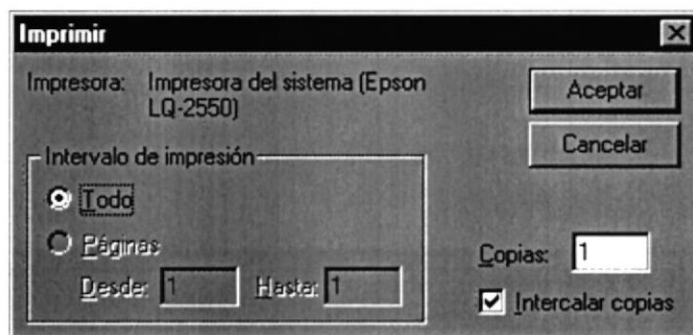 Imprimir
Impresora: Impresora del sistema (Epson
LQ-2550)
Aceptar
Cancelar
Intervalo de impresión
Todo
Páginas
Desde: 1 Hasta: 1
Copias: 1
Intercalar copias